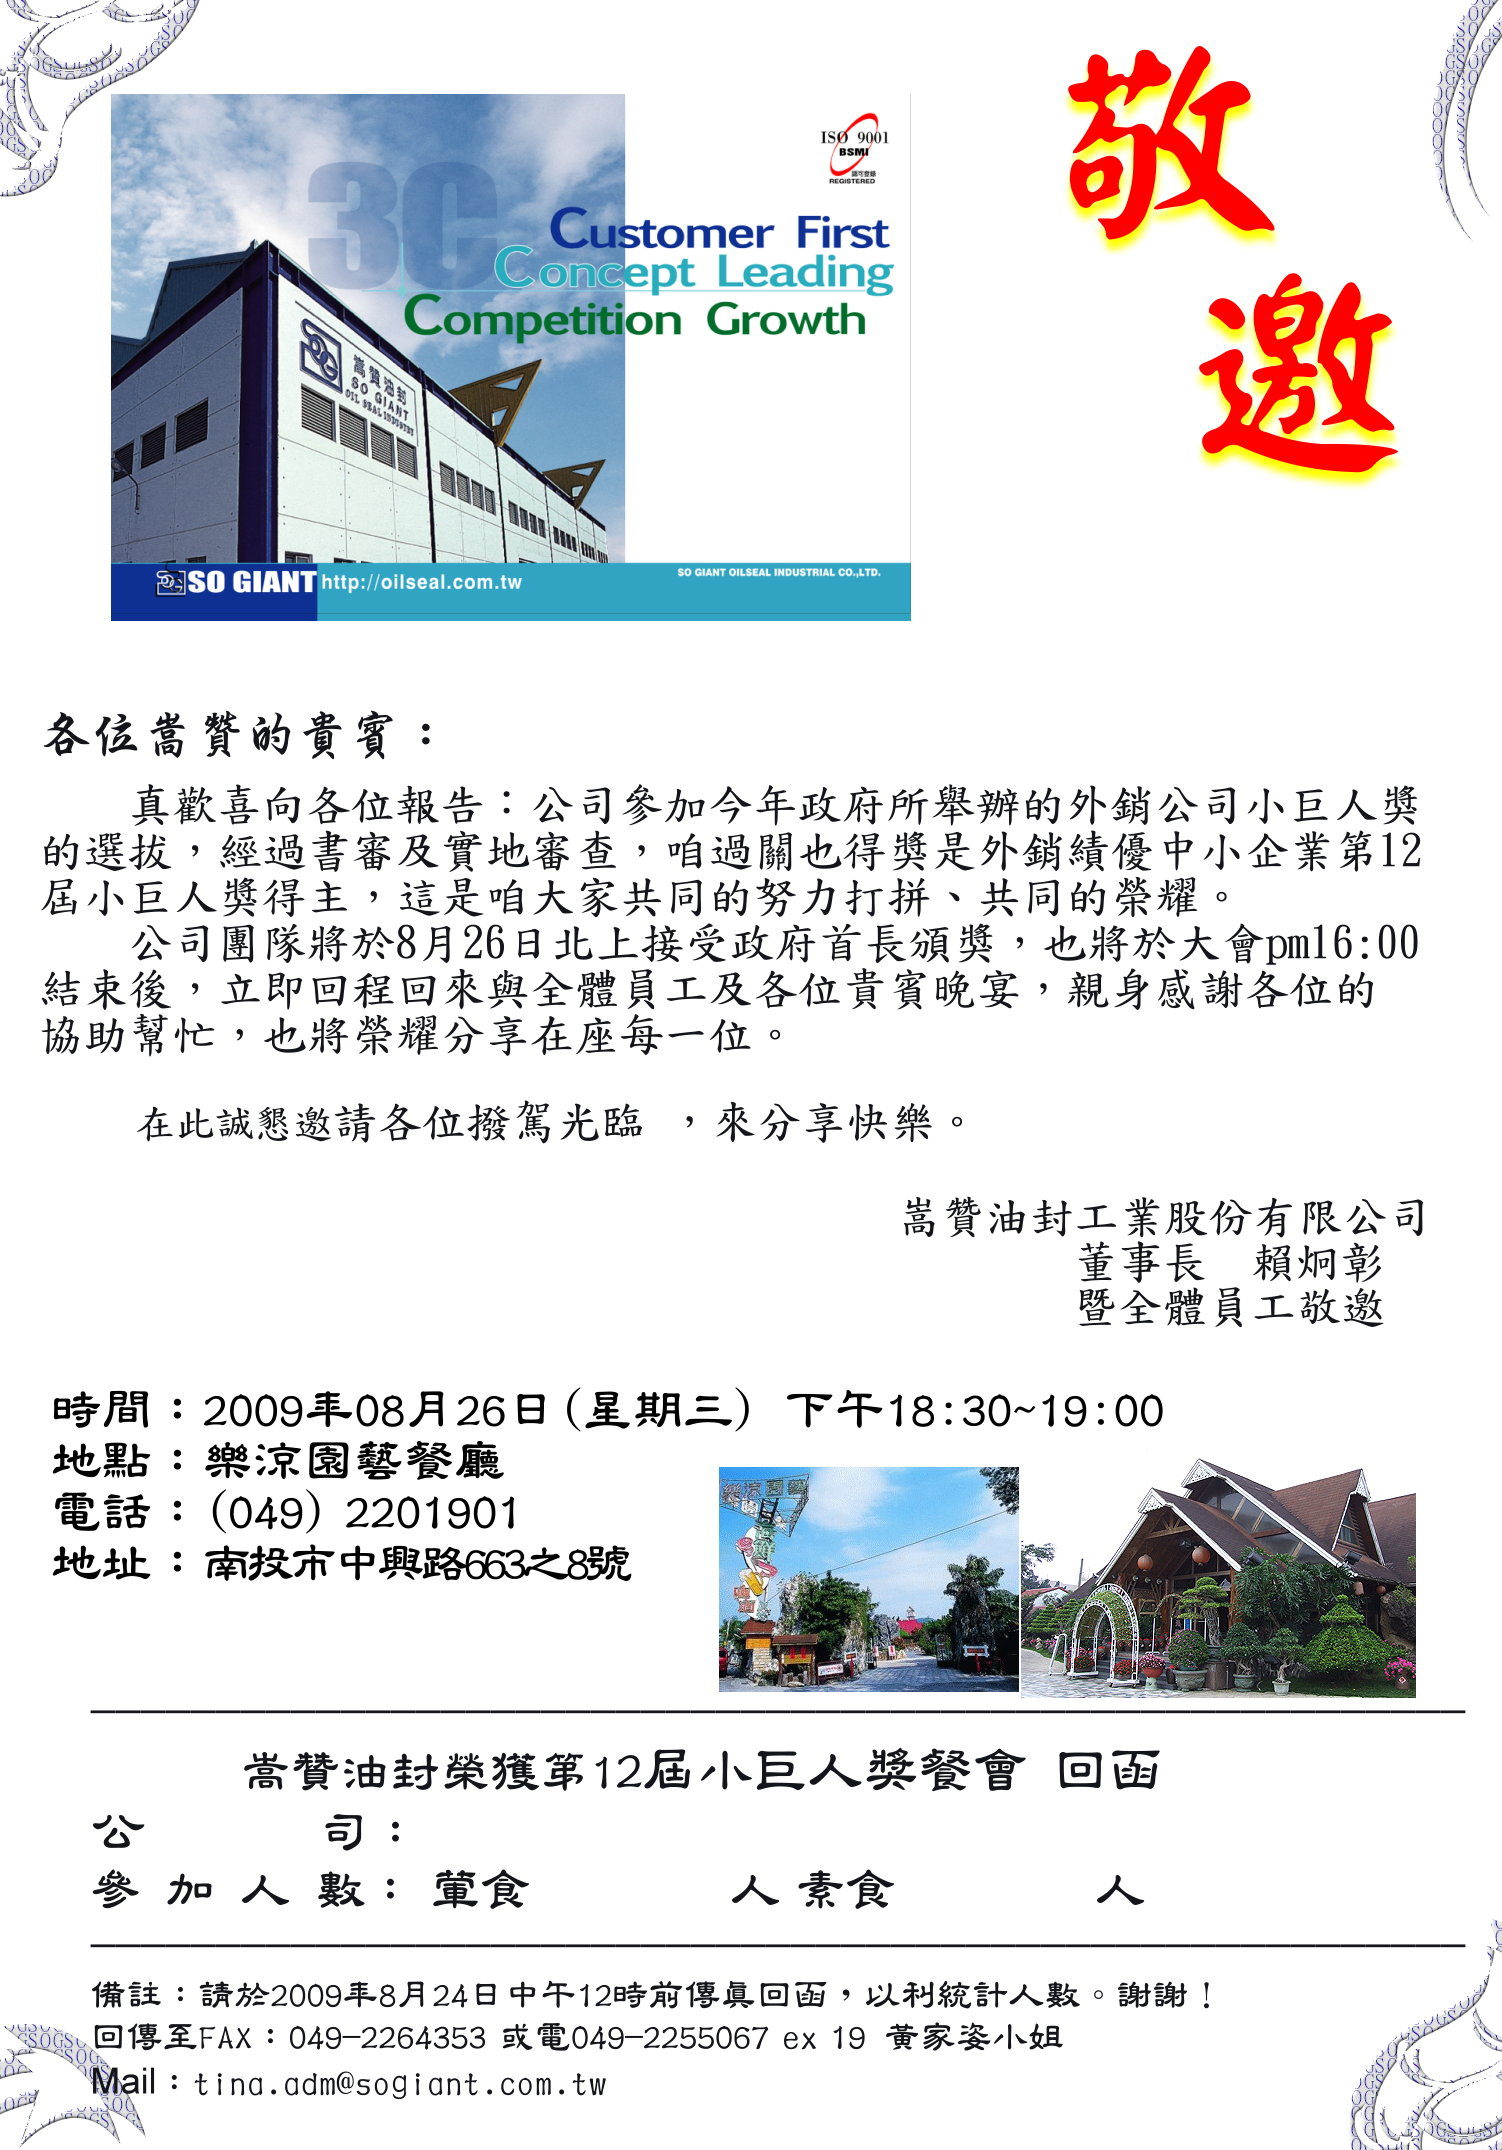 敬
邀
ISO 9001
BSMI
認可登錄
REGISTERED
3C
Customer First
Concept Leading
Competition Growth
嵩贊油封
SO GIANT
OIL SEAL INDUSTRY
SO GIANT http://oilseal.com.tw
SO GIANT OILSEAL INDUSTRIAL CO.,LTD.
各位嵩贊的貴賓：
真歡喜向各位報告：公司參加今年政府所舉辦的外銷公司小巨人獎
的選拔，經過書審及實地審查，咱過關也得獎是外銷績優中小企業第12
屆小巨人獎得主，這是咱大家共同的努力打拼、共同的榮耀。
公司團隊將於8月26日北上接受政府首長頒獎，也將於大會pm16:00
結束後，立即回程回來與全體員工及各位貴賓晚宴，親身感謝各位的
協助幫忙，也將榮耀分享在座每一位。
在此誠懇邀請各位撥駕光臨 ，來分享快樂。
嵩贊油封工業股份有限公司
董事長 賴炯彰
暨全體員工敬邀
時間：2009年08月26日(星期三) 下午18:30~19:00
地點：樂涼園藝餐廳
電話：(049) 2201901
地址：南投市中興路663之8號
樂涼園藝
嵩贊油封榮獲第12屆小巨人獎餐會 回函
公 司：
參 加 人 數： 葷食 人 素食 人
備註：請於2009年8月24日中午12時前傳真回函，以利統計人數。謝謝！
回傳至FAX：049-2264353 或電049-2255067 ex 19 黃家姿小姐
Mail：tina.adm@sogiant.com.tw